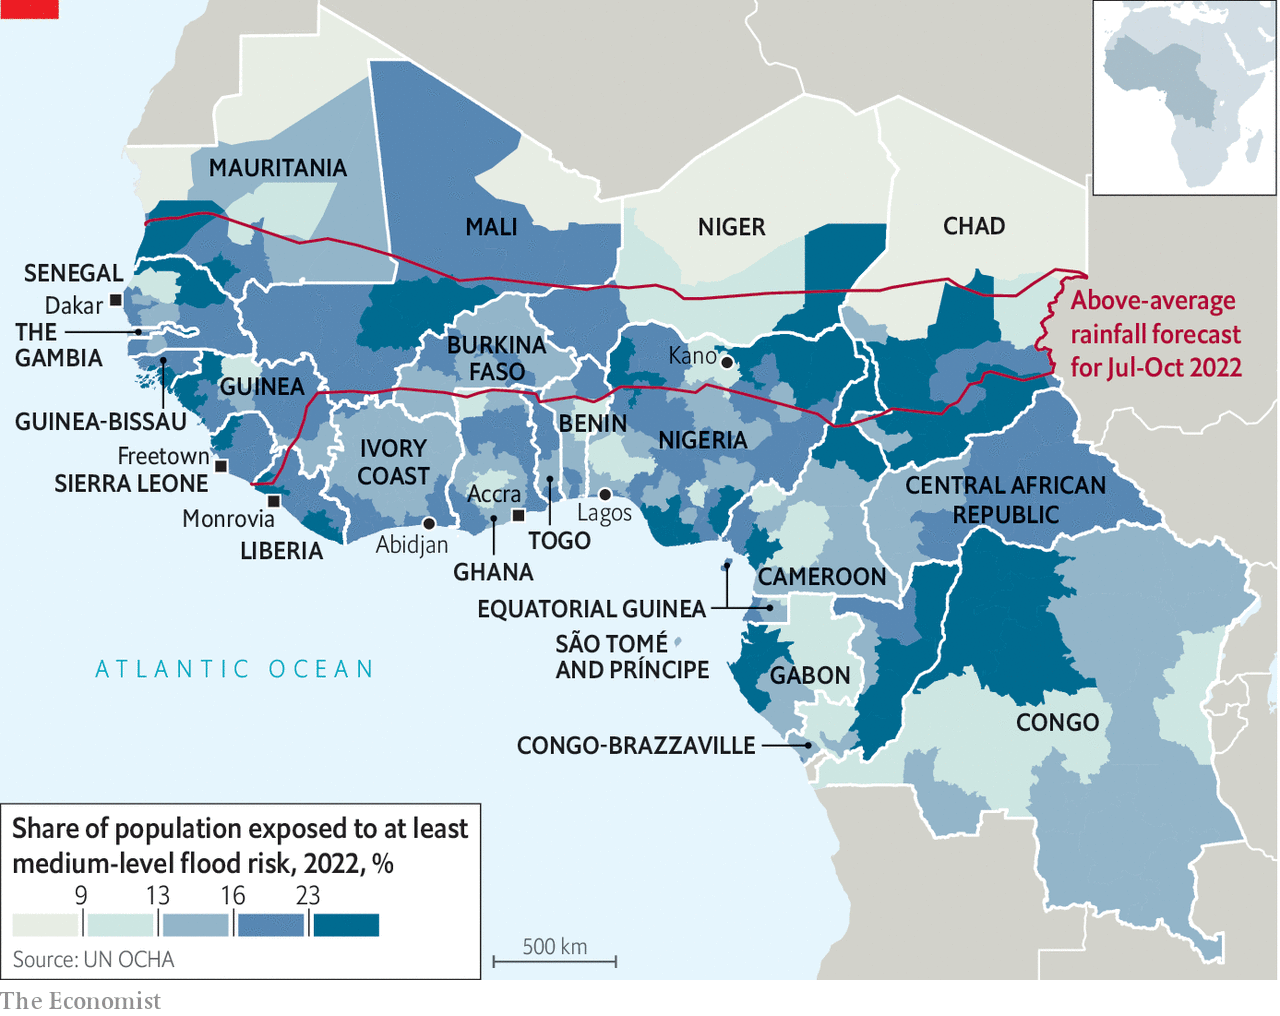 MAURITANIA
MALI
NIGER
CHAD
SENEGAL
Dakar
THE
GAMBIA
Above-average
rainfall forecast
for Jul-Oct 2022
BURKINA
FASO
Kano
GUINEA
GUINEA-BISSAU
BENIN
NIGERIA
IVORY
COAST
Freetown
SIERRA LEONE
CENTRAL AFRICAN
REPUBLIC
Accra
Lagos
Monrovia
Abidjan
TOGO
LIBERIA
GHANA
CAMEROON
EQUATORIAL GUINEA
SÃO TOMÉ
AND PRÍNCIPE
ATLANTIC OCEAN
GABON
CONGO
CONGO-BRAZZAVILLE
Share of population exposed to at least
medium-level flood risk, 2022, %
9 13 16 23
Source: UN OCHA
500 km
The Economist